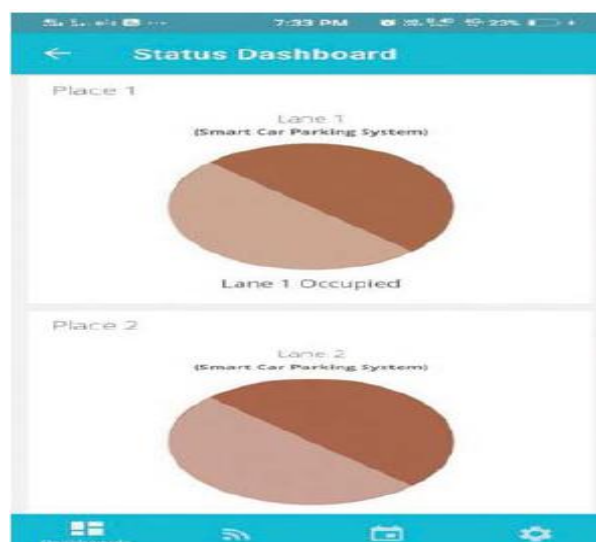 7:33 PM 23%
Status Dashboard
Place 1
Lane 1
(Smart Car Parking System)
Lane 1 Occupied
Place 2
Lane 2
(Smart Car Parking System)